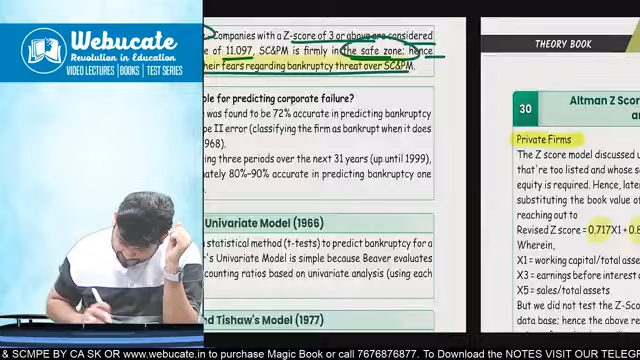 Webucate
Revolution in Education
VIDEO LECTURES | BOOKS | TEST SERIES
Companies with a Z-score of 3 or above are considered
e of 11.097, SC&PM is firmly in the safe zone; hence
heir fears regarding bankruptcy threat over SC&PM.
ble for predicting corporate failure?
was found to be 72% accurate in predicting bankruptcy
pe II error (classifying the firm as bankrupt when it does
968).
ing three periods over the next 31 years (up until 1999),
mately 80%-90% accurate in predicting bankruptcy one
Univariate Model (1966)
statistical method (t-tests) to predict bankruptcy for a
r's Univariate Model is simple because Beaver evaluates
counting ratios based on univariate analysis (using each
d Tishaw's Model (1977)
THEORY BOOK
30 Altman Z Scor
an
Private Firms
The Z score model discussed u
that're too listed and whose s
equity is required. Hence, late
substituting the book value of
reaching out to
Revised Z score = 0.717X1 + 0.8
Wherein,
X1 = working capital/total asse
X3 = earnings before interest
X5 = sales/total assets
But we did not test the Z-Sco
data base; hence the above re
& SCMPE BY CA SK OR www.webucate.in to purchase Magic Book or call 7676876877. To Download the NOTES VISIT OUR TELEG